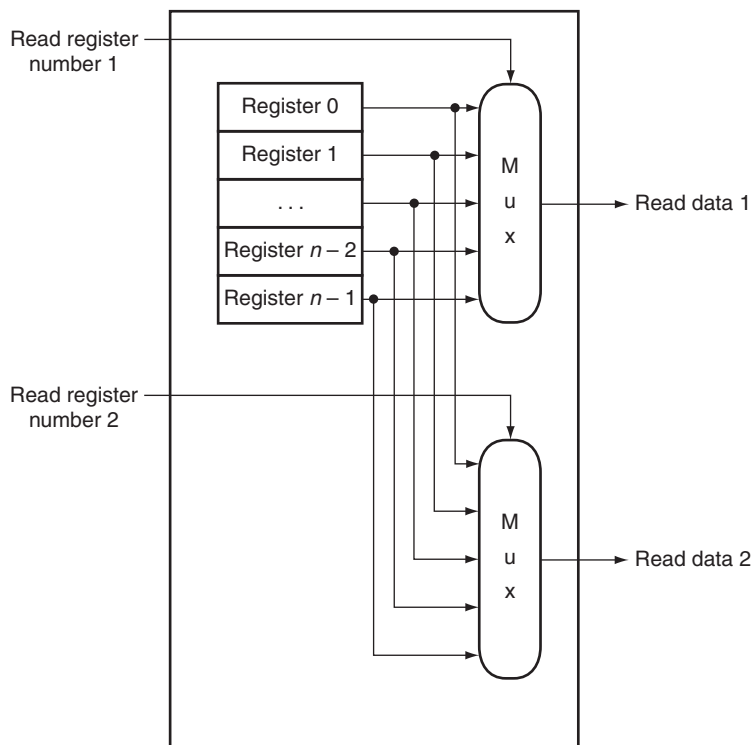 Read register
number 1
Register 0
Register 1
. . .
Register n – 2
Register n – 1
M
u
x
Read data 1
Read register
number 2
M
u
x
Read data 2